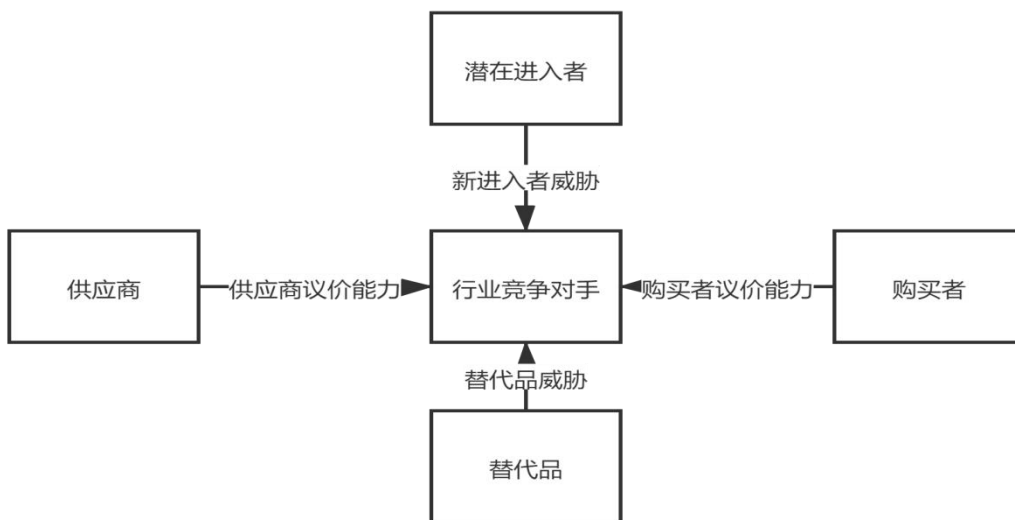 潜在进入者
新进入者威胁
供应商
供应商议价能力
行业竞争对手
购买者议价能力
购买者
替代品威胁
替代品